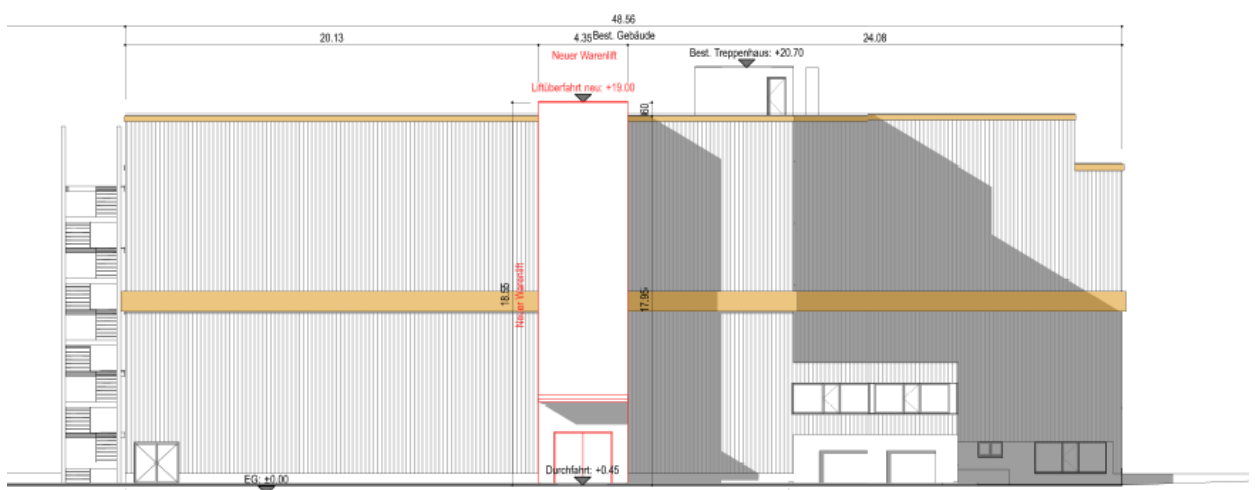 48.56
20.13
4.35
Best. Gebäude
24.08
Neuer Warenlift
Best. Treppenhaus: +20.70
Liftüberfahrt neu: +19.00
60
18.55
Neuer Warenlift
17.95
Durchfahrt: +0.45
EG: ±0.00